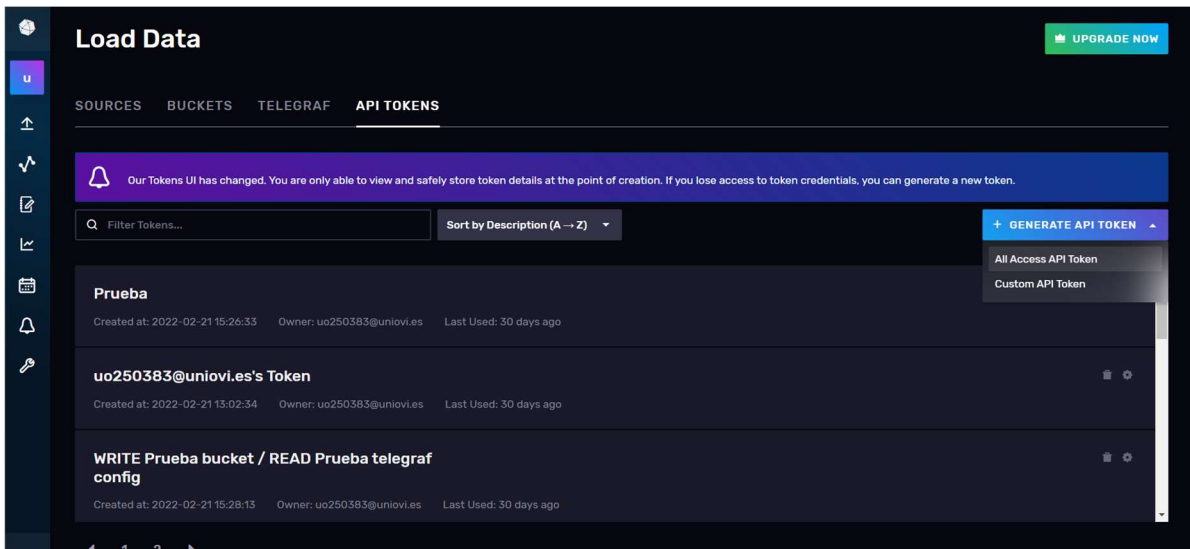 Load Data
UPGRADE NOW
u
SOURCES BUCKETS TELEGRAF API TOKENS
Our Tokens UI has changed. You are only able to view and safely store token details at the point of creation. If you lose access to token credentials, you can generate a new token.
Filter Tokens...
Sort by Description (A → Z)
+ GENERATE API TOKEN
All Access API Token
Custom API Token
Prueba
Created at: 2022-02-21 15:26:33 Owner: uo250383@uniovi.es Last Used: 30 days ago
uo250383@uniovi.es's Token
Created at: 2022-02-21 13:02:34 Owner: uo250383@uniovi.es Last Used: 30 days ago
WRITE Prueba bucket / READ Prueba telegraf
config
Created at: 2022-02-21 15:28:13 Owner: uo250383@uniovi.es Last Used: 30 days ago
1 2